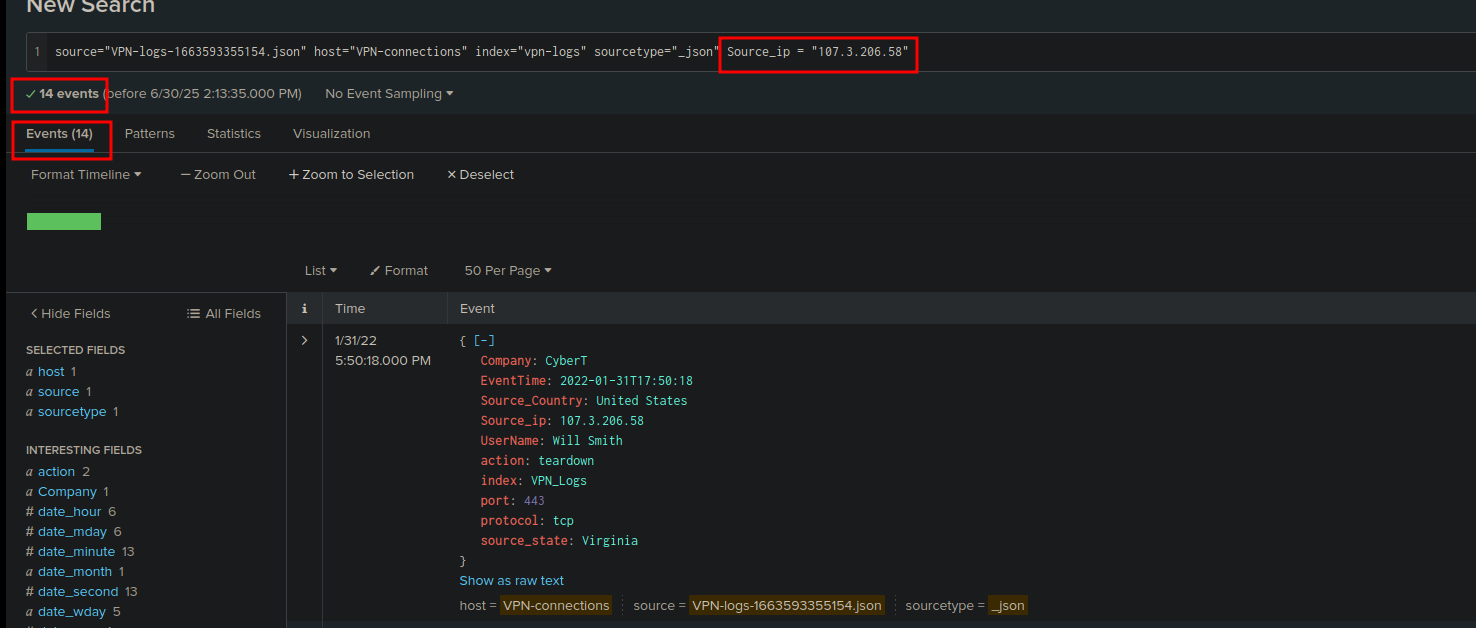 New Search
1 source="VPN-logs-1663593355154.json" host="VPN-connections" index="vpn-logs" sourcetype="_json" Source_ip = "107.3.206.58"
✓ 14 events (before 6/30/25 2:13:35.000 PM) No Event Sampling
Events (14) Patterns Statistics Visualization
Format Timeline — Zoom Out + Zoom to Selection × Deselect
List Format 50 Per Page
< Hide Fields All Fields i Time Event
SELECTED FIELDS
a host 1
a source 1
a sourcetype 1
INTERESTING FIELDS
a action 2
a Company 1
# date_hour 6
# date_mday 6
# date_minute 13
a date_month 1
# date_second 13
a date_wday 5
> 1/31/22
5:50:18.000 PM
{ [-]
Company: CyberT
EventTime: 2022-01-31T17:50:18
Source_Country: United States
Source_ip: 107.3.206.58
UserName: Will Smith
action: teardown
index: VPN_Logs
port: 443
protocol: tcp
source_state: Virginia
}
Show as raw text
host = VPN-connections source = VPN-logs-1663593355154.json sourcetype = _json